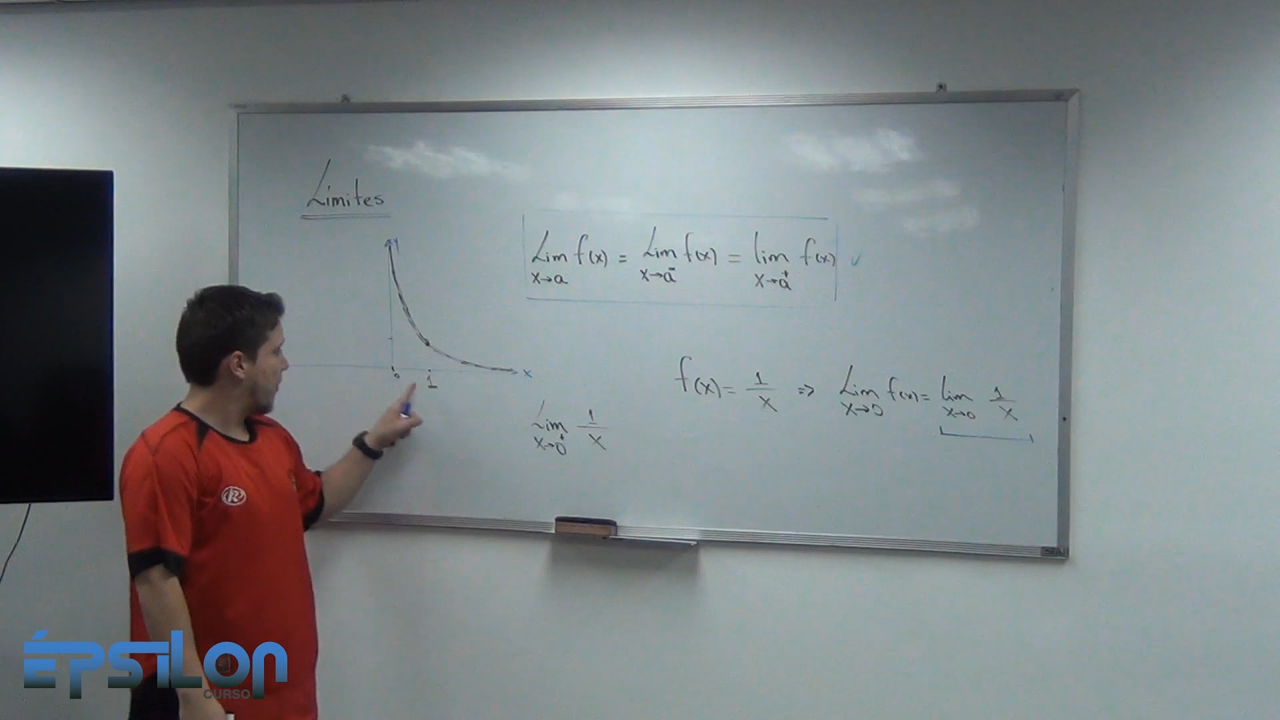 Limites
Lim f(x) = Lim f(x) = lim f(x) ✓
x→a x→a⁻ x→a⁺
y
0 1 x
f(x) = 1/x => Lim f(x) = lim 1/x
x→0 x→0
Lim 1/x
x→0⁺
R
ÉPSILON
CURSO